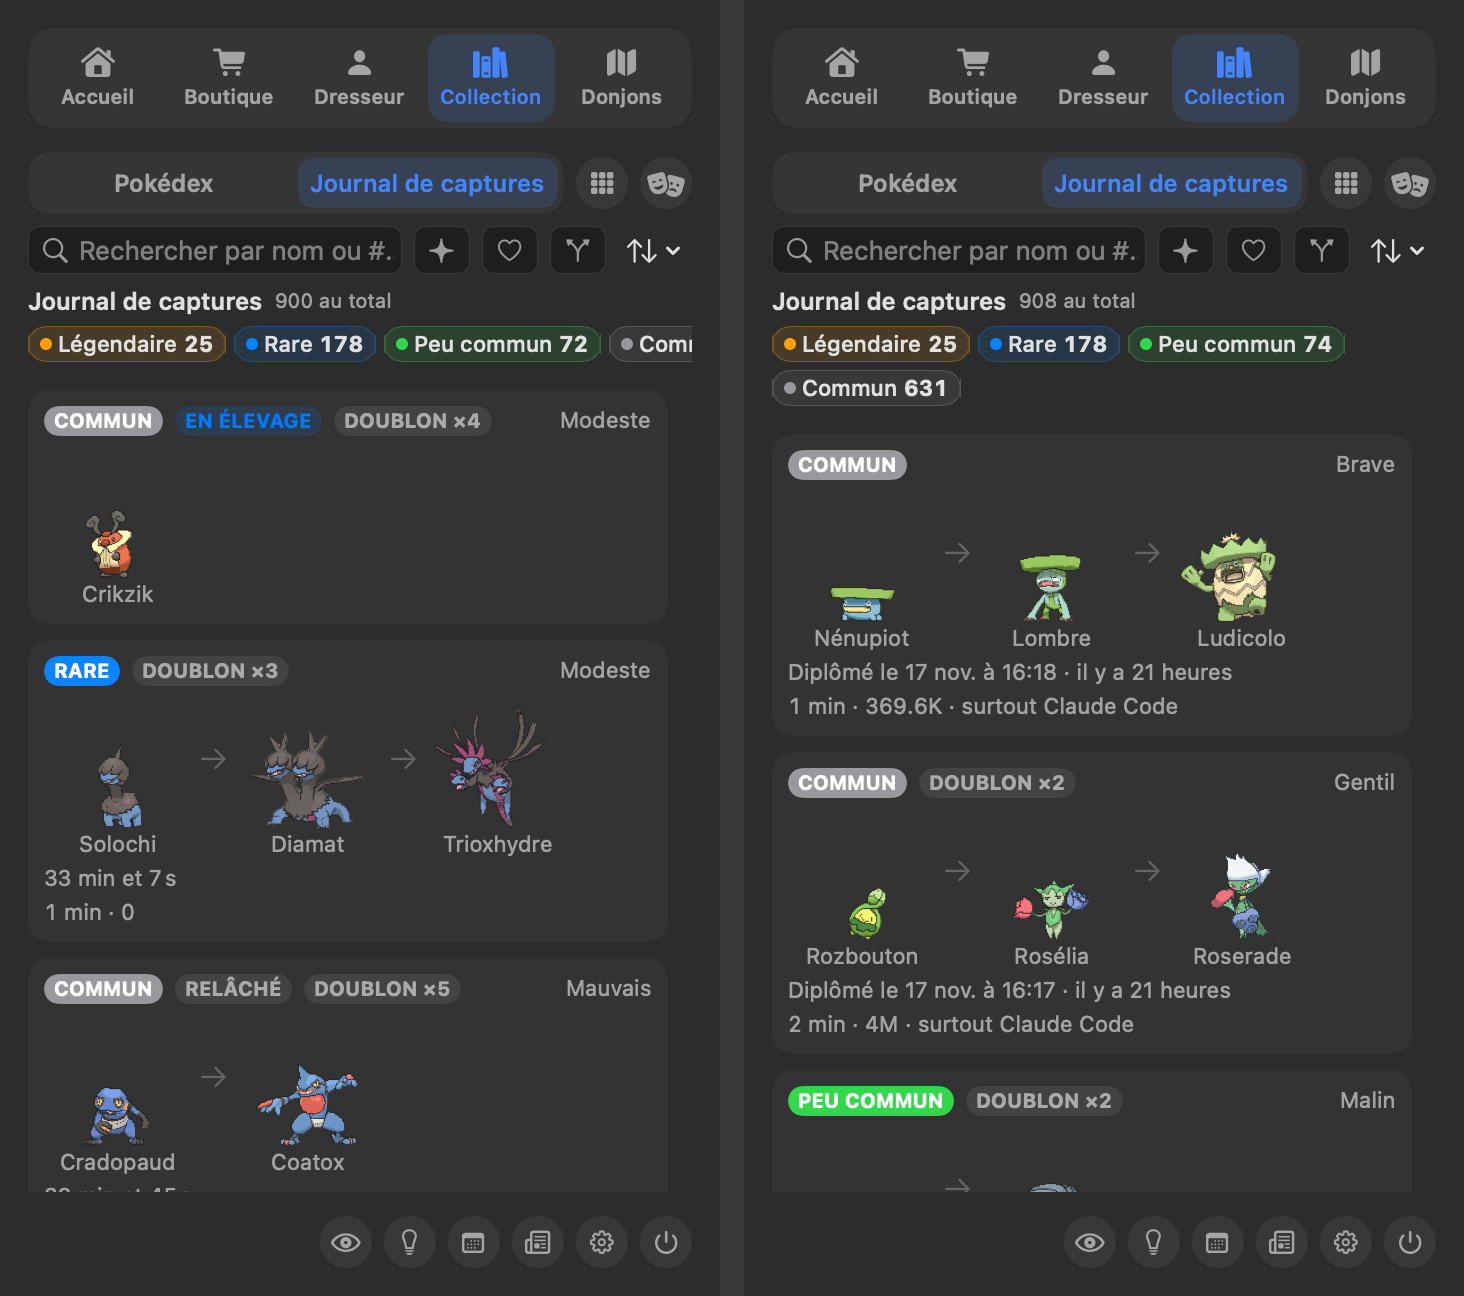 Accueil Boutique Dresseur Collection Donjons
Pokédex Journal de captures
Rechercher par nom ou #.
Journal de captures 900 au total
Légendaire 25 Rare 178 Peu commun 72
COMMUN EN ÉLEVAGE DOUBLON ×4 Modeste
Crikzik
RARE DOUBLON ×3 Modeste
Solochi Diamat Trioxhydre
33 min et 7 s
1 min · 0
COMMUN RELÂCHÉ DOUBLON ×5 Mauvais
Cradopaud Coatox
Accueil Boutique Dresseur Collection Donjons
Pokédex Journal de captures
Rechercher par nom ou #.
Journal de captures 908 au total
Légendaire 25 Rare 178 Peu commun 74
Commun 631
COMMUN Brave
Nénupiot Lombre Ludicolo
Diplômé le 17 nov. à 16:18 · il y a 21 heures
1 min · 369.6K · surtout Claude Code
COMMUN DOUBLON ×2 Gentil
Rozbouton Rosélia Roserade
Diplômé le 17 nov. à 16:17 · il y a 21 heures
2 min · 4M · surtout Claude Code
PEU COMMUN DOUBLON ×2 Malin